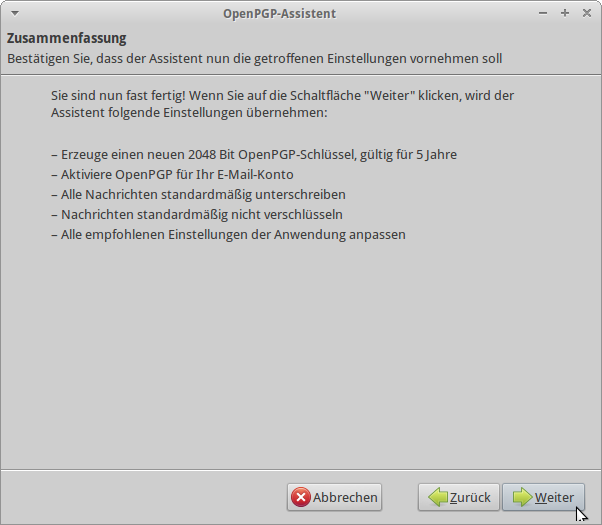 OpenPGP-Assistent
Zusammenfassung
Bestätigen Sie, dass der Assistent nun die getroffenen Einstellungen vornehmen soll
Sie sind nun fast fertig! Wenn Sie auf die Schaltfläche "Weiter" klicken, wird der
Assistent folgende Einstellungen übernehmen:
– Erzeuge einen neuen 2048 Bit OpenPGP-Schlüssel, gültig für 5 Jahre
– Aktiviere OpenPGP für Ihr E-Mail-Konto
– Alle Nachrichten standardmäßig unterschreiben
– Nachrichten standardmäßig nicht verschlüsseln
– Alle empfohlenen Einstellungen der Anwendung anpassen
Abbrechen Zurück Weiter